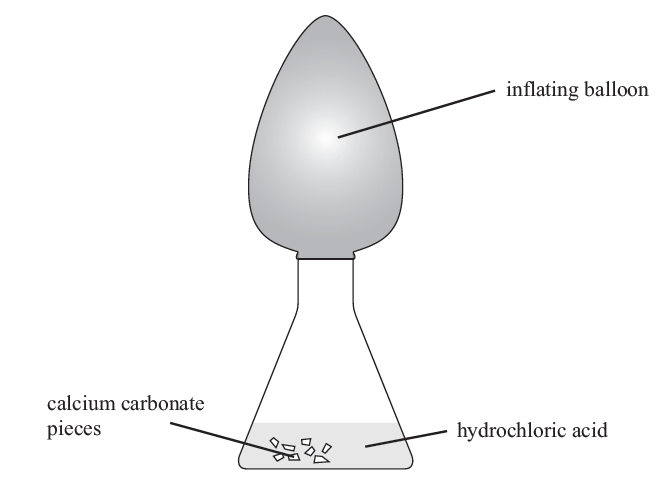 inflating balloon
calcium carbonate
pieces
hydrochloric acid